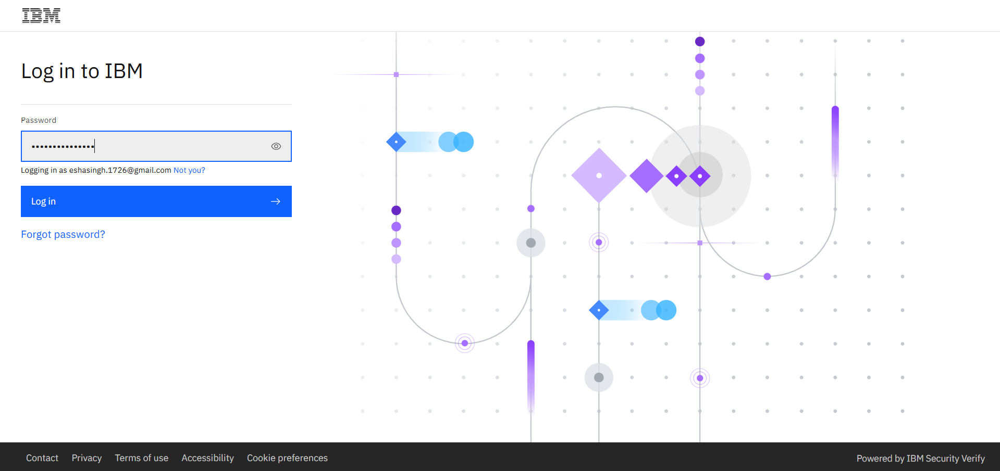 IBM
Log in to IBM
Password
•••••••••••••••
Logging in as eshasingh.1726@gmail.com Not you?
Log in
Forgot password?
Contact Privacy Terms of use Accessibility Cookie preferences
Powered by IBM Security Verify